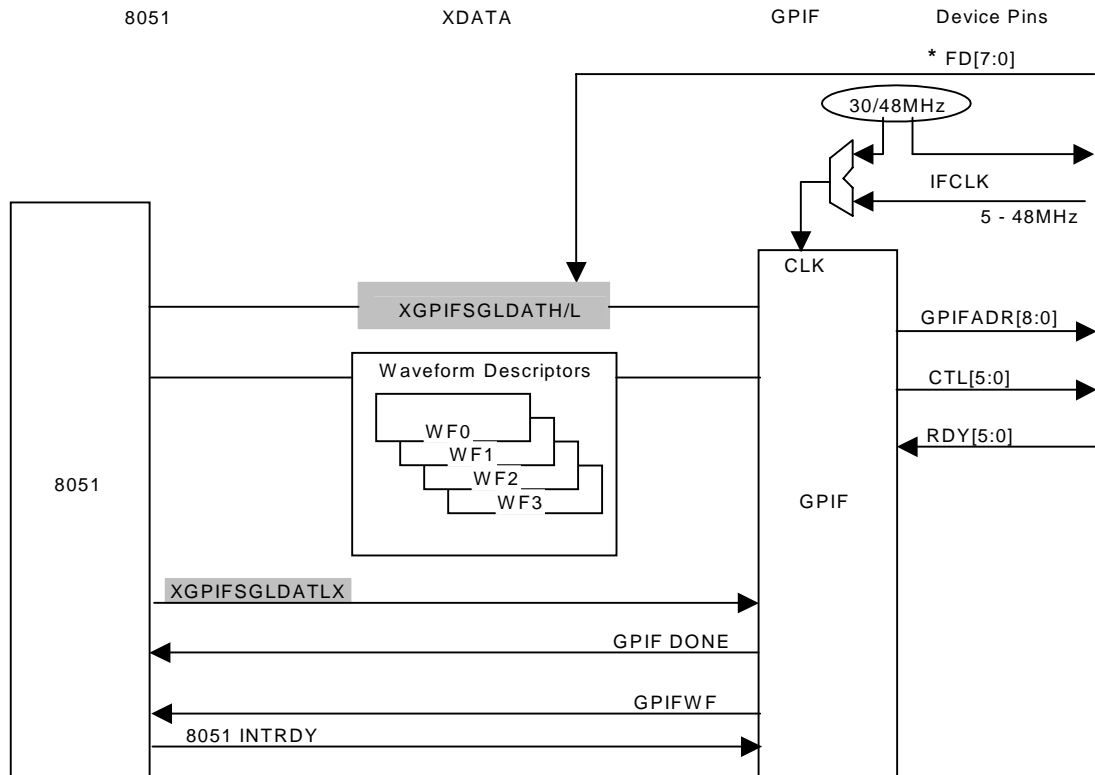 8051 XDATA GPIF Device Pins
* FD[7:0]
30/48MHz
IFCLK
5 - 48MHz
CLK
XGPIFSGLDATH/L
GPIFADR[8:0]
Waveform Descriptors
CTL[5:0]
WF0
RDY[5:0]
WF1
WF2
8051
WF3
GPIF
XGPIFSGLDATLX
GPIF DONE
GPIFWF
8051 INTRDY